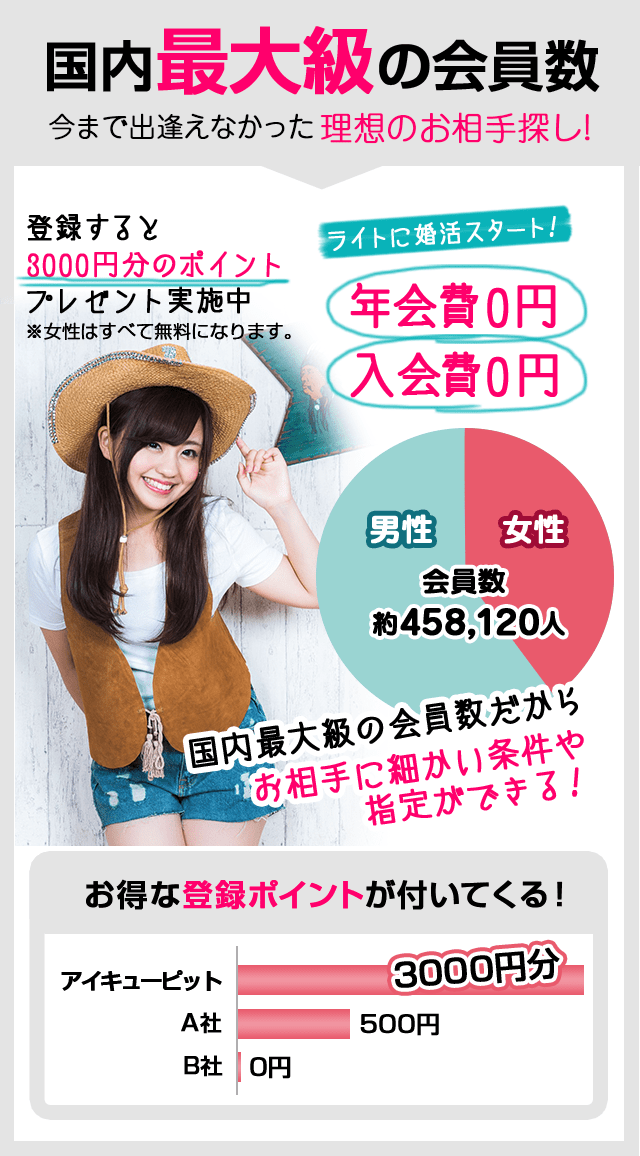 国内最大級の会員数
今まで出逢えなかった理想のお相手探し!
登録すると
3000円分のポイント
プレゼント実施中
※女性はすべて無料になります。
ライトに婚活スタート!
年会費0円
入会費0円
男性
女性
会員数
約458,120人
国内最大級の会員数だから
お相手に細かい条件や
指定ができる!
お得な登録ポイントが付いてくる!
アイキューピット
3000円分
A社
500円
B社
0円